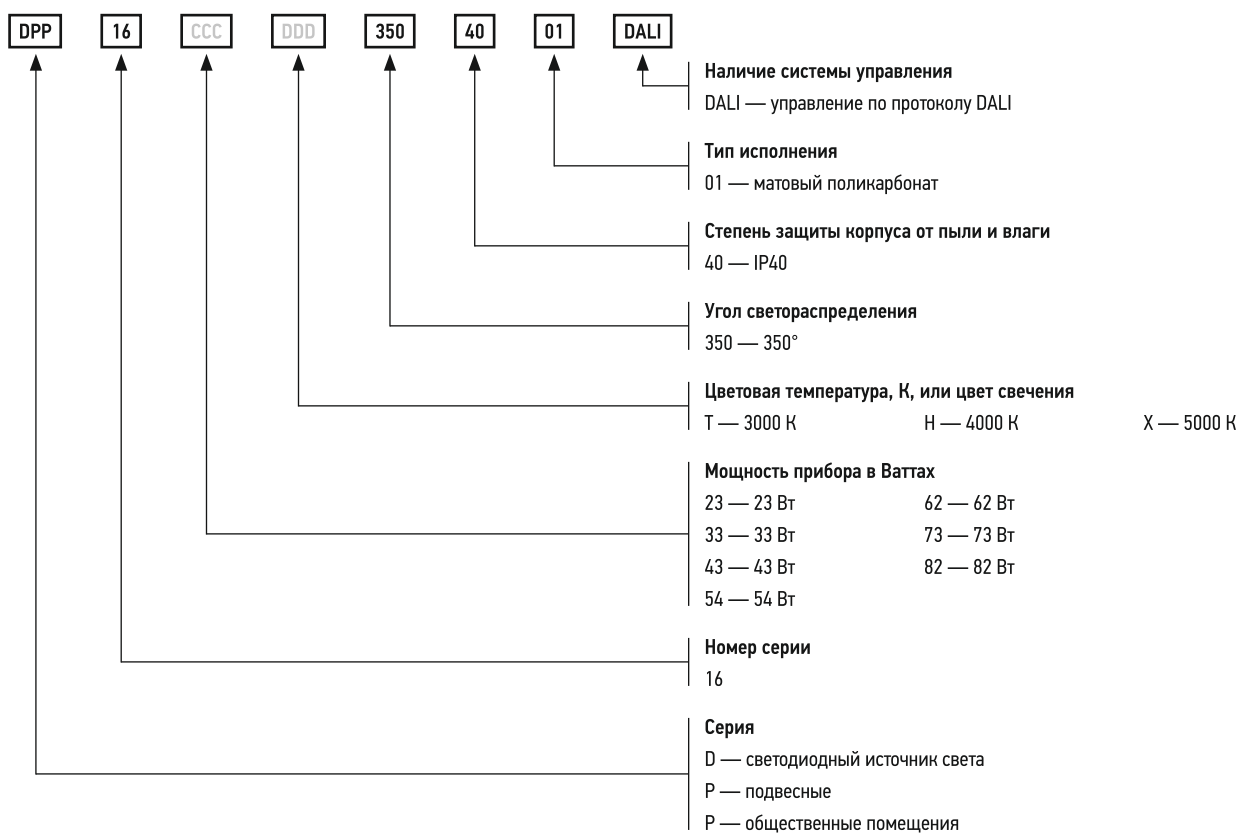 DPP 16 CCC DDD 350 40 01 DALI
Наличие системы управления
DALI — управление по протоколу DALI
Тип исполнения
01 — матовый поликарбонат
Степень защиты корпуса от пыли и влаги
40 — IP40
Угол светораспределения
350 — 350°
Цветовая температура, К, или цвет свечения
Т — 3000 К Н — 4000 К Х — 5000 К
Мощность прибора в Ваттах
23 — 23 Вт 62 — 62 Вт
33 — 33 Вт 73 — 73 Вт
43 — 43 Вт 82 — 82 Вт
54 — 54 Вт
Номер серии
16
Серия
D — светодиодный источник света
P — подвесные
P — общественные помещения